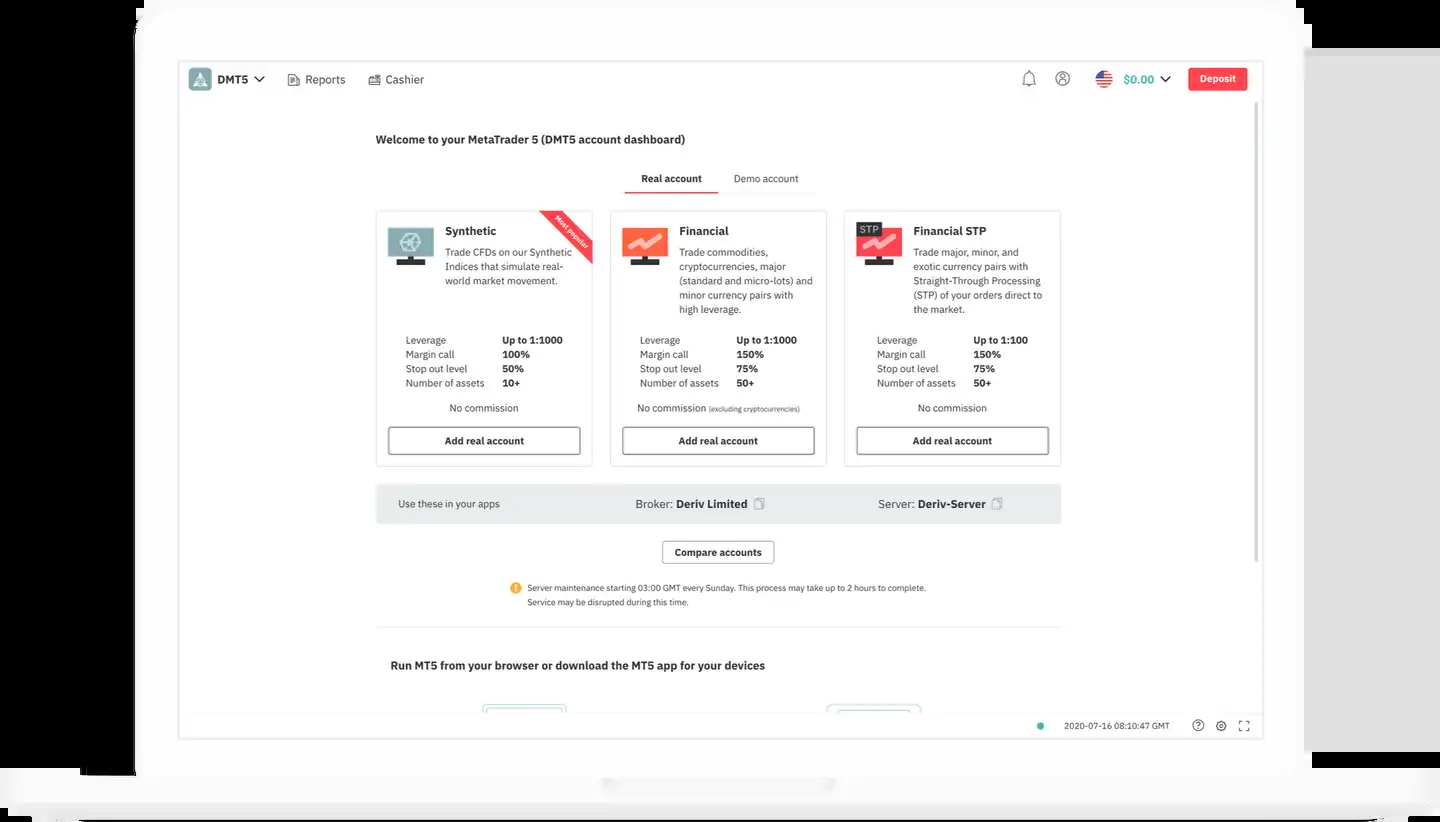 DMT5 Reports Cashier $0.00 Deposit
Welcome to your MetaTrader 5 (DMT5 account dashboard)
Real account Demo account
Most popular
Synthetic
Trade CFDs on our Synthetic
Indices that simulate real-
world market movement.
Leverage Up to 1:1000
Margin call 100%
Stop out level 50%
Number of assets 10+
No commission
Add real account
Financial
Trade commodities,
cryptocurrencies, major
(standard and micro-lots) and
minor currency pairs with
high leverage.
Leverage Up to 1:1000
Margin call 150%
Stop out level 75%
Number of assets 50+
No commission (excluding cryptocurrencies)
Add real account
STP
Financial STP
Trade major, minor, and
exotic currency pairs with
Straight-Through Processing
(STP) of your orders direct to
the market.
Leverage Up to 1:100
Margin call 150%
Stop out level 75%
Number of assets 50+
No commission
Add real account
Use these in your apps Broker: Deriv Limited Server: Deriv-Server
Compare accounts
Server maintenance starting 03:00 GMT every Sunday. This process may take up to 2 hours to complete.
Service may be disrupted during this time.
Run MT5 from your browser or download the MT5 app for your devices
2020-07-16 08:10:47 GMT